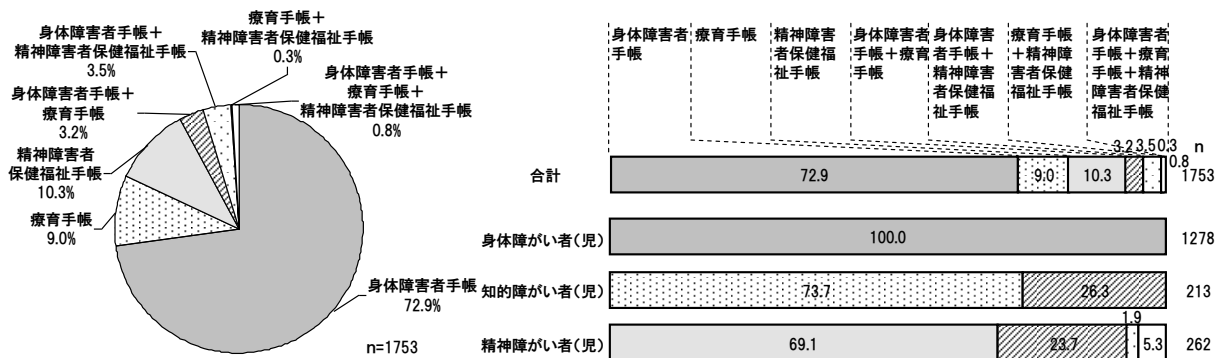 身体障害者手帳＋
精神障害者保健福祉手帳
3.5%
療育手帳＋
精神障害者保健福祉手帳
0.3%
身体障害者手帳＋
療育手帳＋
精神障害者保健福祉手帳
0.8%
身体障害者手帳＋
療育手帳
3.2%
精神障害者
保健福祉手帳
10.3%
療育手帳
9.0%
身体障害者手帳
72.9%
n=1753
身体障害者
手帳
療育手帳
精神障害
者保健福
祉手帳
身体障害者
手帳＋療育
手帳
身体障害
者手帳＋
精神障害
者保健福
祉手帳
療育手帳
＋精神障
害者保健
福祉手帳
身体障害者
手帳＋療育
手帳＋精神
障害者保健
福祉手帳
n
合計
72.9
9.0
10.3
3.2
3.5
0.3
0.8
1753
身体障がい者(児)
100.0
1278
知的障がい者(児)
73.7
26.3
213
精神障がい者(児)
69.1
23.7
1.9
5.3
262